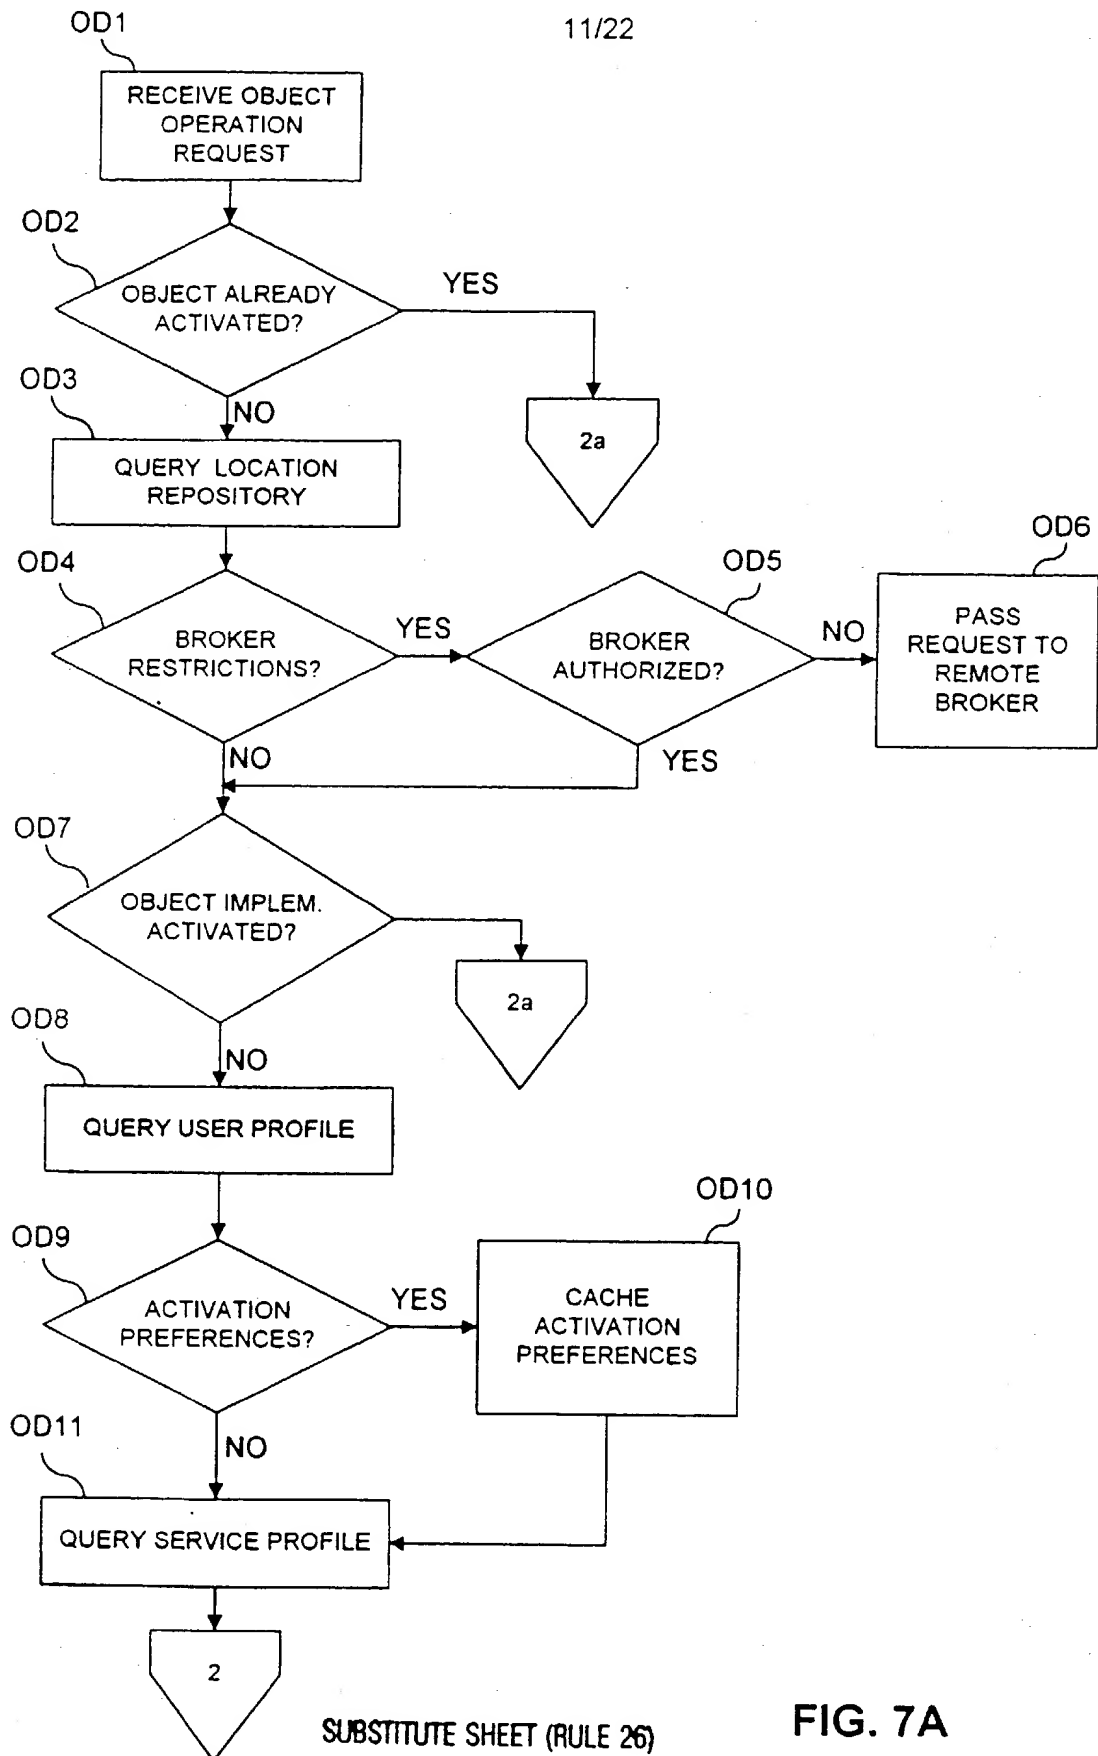 11/22
OD1
RECEIVE OBJECT
OPERATION
REQUEST
OD2
OBJECT ALREADY
ACTIVATED?
YES
NO
2a
OD3
QUERY LOCATION
REPOSITORY
OD4
BROKER
RESTRICTIONS?
YES
NO
OD5
BROKER
AUTHORIZED?
NO
YES
OD6
PASS
REQUEST TO
REMOTE
BROKER
OD7
OBJECT IMPLEM.
ACTIVATED?
2a
NO
OD8
QUERY USER PROFILE
OD9
ACTIVATION
PREFERENCES?
YES
NO
OD10
CACHE
ACTIVATION
PREFERENCES
OD11
QUERY SERVICE PROFILE
2
SUBSTITUTE SHEET (RULE 26)
FIG. 7A